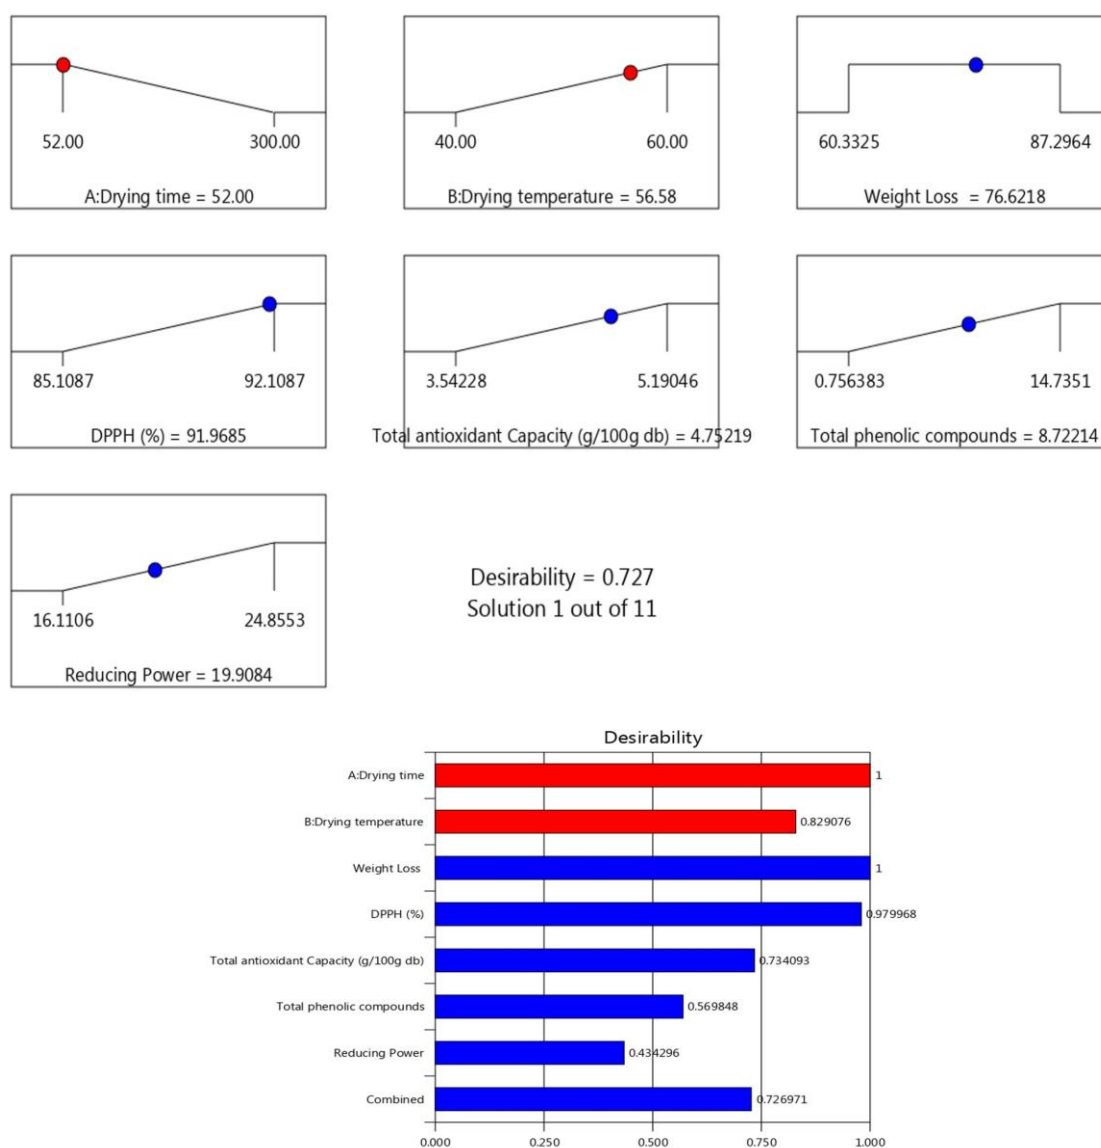 52.00 300.00
A:Drying time = 52.00
40.00 60.00
B:Drying temperature = 56.58
60.3325 87.2964
Weight Loss = 76.6218
85.1087 92.1087
DPPH (%) = 91.9685
3.54228 5.19046
Total antioxidant Capacity (g/100g db) = 4.75219
0.756383 14.7351
Total phenolic compounds = 8.72214
16.1106 24.8553
Reducing Power = 19.9084
Desirability = 0.727
Solution 1 out of 11
Desirability
A:Drying time 1
B:Drying temperature 0.829076
Weight Loss 1
DPPH (%) 0.979968
Total antioxidant Capacity (g/100g db) 0.734093
Total phenolic compounds 0.569848
Reducing Power 0.434296
Combined 0.726971
0.000 0.250 0.500 0.750 1.000